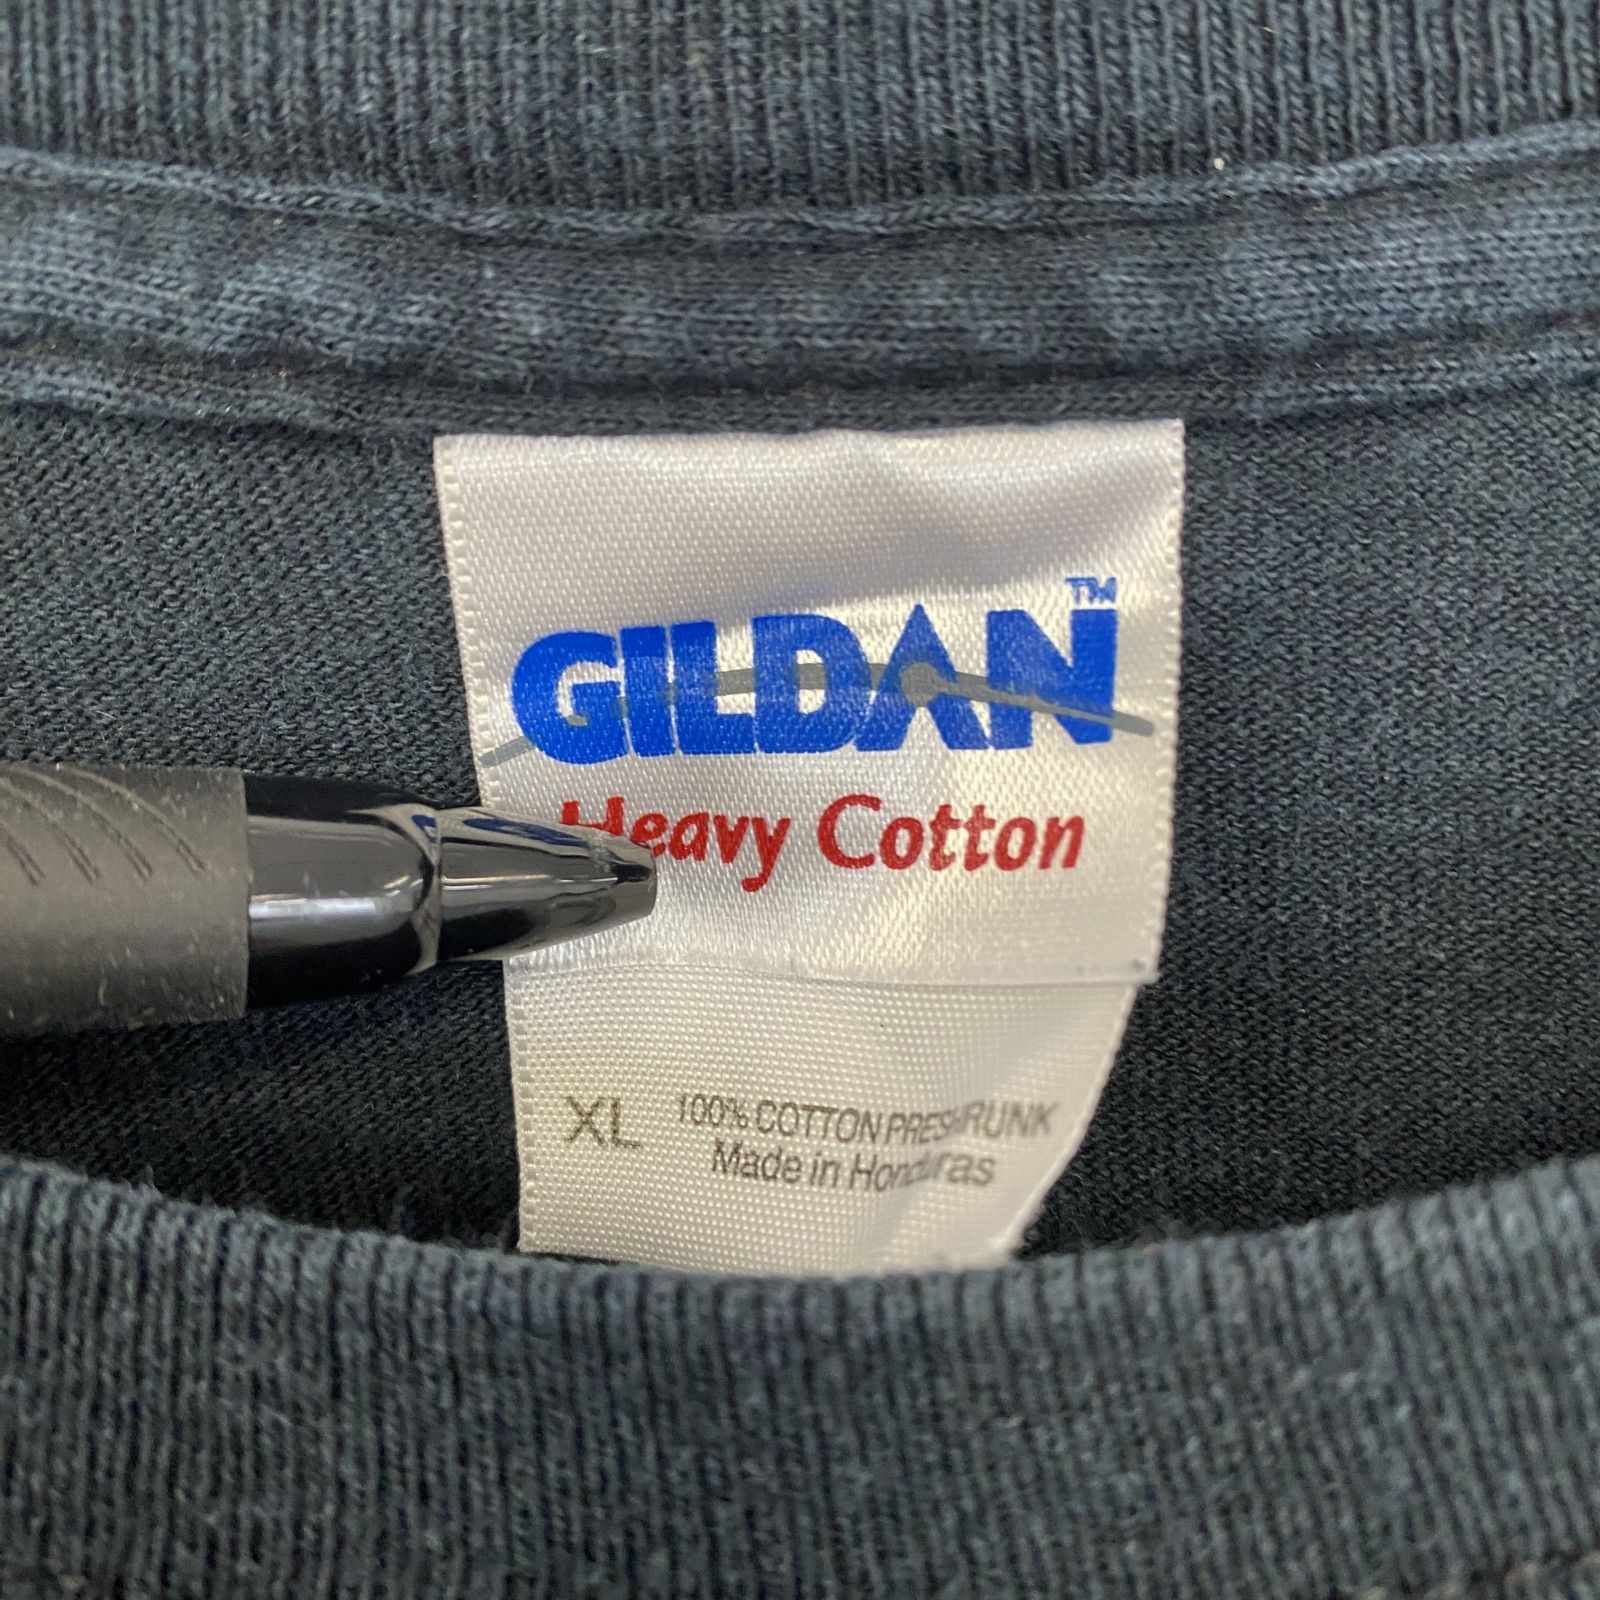 GILDAN™
Heavy Cotton
XL 100% COTTON PRESHRUNK
Made in Honduras